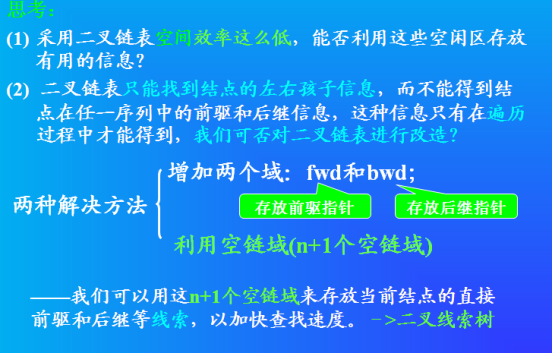 思考：
(1) 采用二叉链表空间效率这么低，能否利用这些空闲区存放
有用的信息？
(2) 二叉链表只能找到结点的左右孩子信息，而不能得到结
点在任一序列中的前驱和后继信息，这种信息只有在遍历
过程中才能得到，我们可否对二叉链表进行改造？
两种解决方法
增加两个域：fwd和bwd；
存放前驱指针
存放后继指针
利用空链域(n+1个空链域)
——我们可以用这n+1个空链域来存放当前结点的直接
前驱和后继等线索，以加快查找速度。->二叉线索树